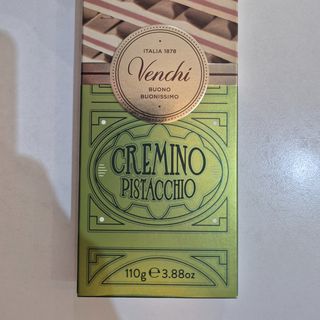 ITALIA 1878
Venchi
BUONO
BUONISSIMO
CREMINO
PISTACCHIO
110g e 3.88oz